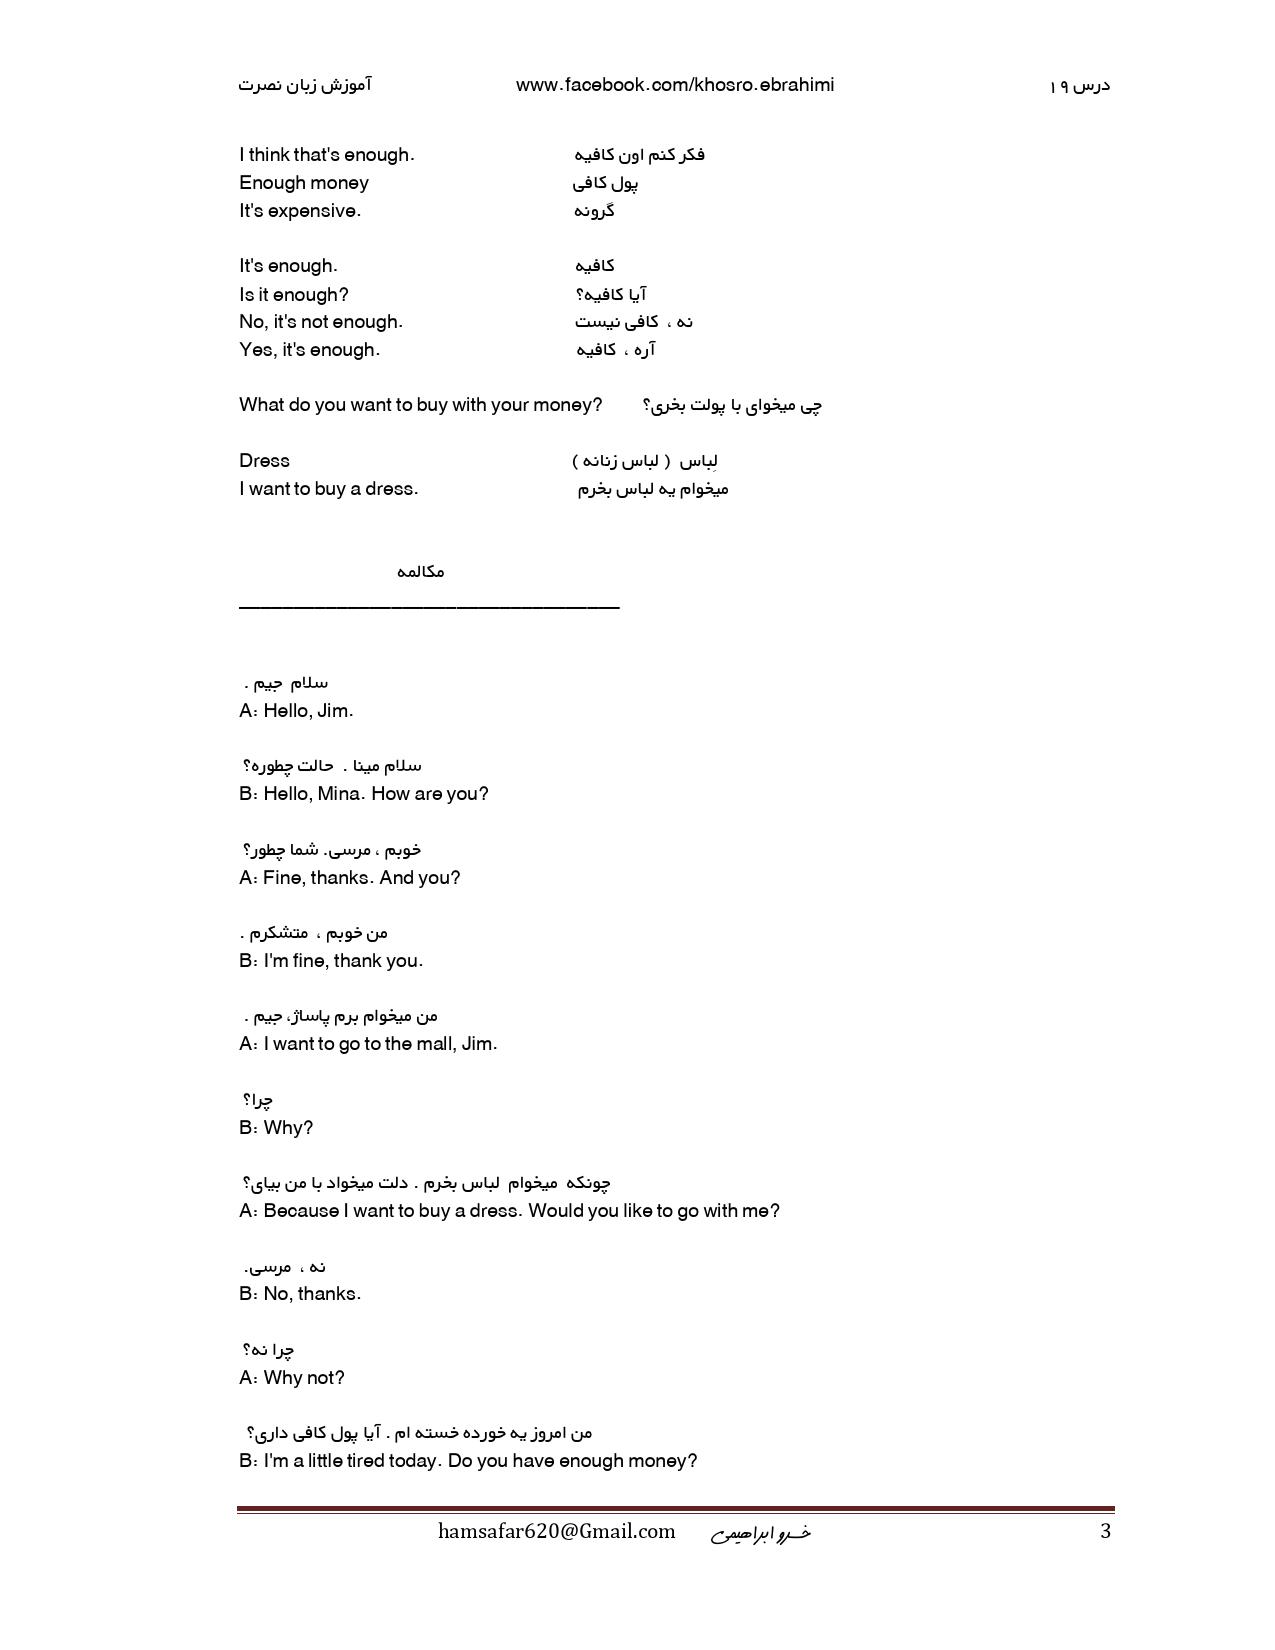 آموزش زبان نصرت www.facebook.com/khosro.ebrahimi درس ۱۹
I think that's enough. فکر کنم اون کافیه
Enough money پول کافی
It's expensive. گرونه
It's enough. کافیه
Is it enough? آیا کافیه؟
No, it's not enough. نه ، کافی نیست
Yes, it's enough. آره ، کافیه
What do you want to buy with your money? چی میخوای با پولت بخری؟
Dress لِباس ( لباس زنانه )
I want to buy a dress. میخوام یه لباس بخرم
مکالمه
سلام جیم .
A: Hello, Jim.
سلام مینا . حالت چطوره؟
B: Hello, Mina. How are you?
خوبم ، مرسی. شما چطور؟
A: Fine, thanks. And you?
من خوبم ، متشکرم .
B: I'm fine, thank you.
من میخوام برم پاساژ، جیم .
A: I want to go to the mall, Jim.
چرا؟
B: Why?
چونکه میخوام لباس بخرم . دلت میخواد با من بیای؟
A: Because I want to buy a dress. Would you like to go with me?
نه ، مرسی.
B: No, thanks.
چرا نه؟
A: Why not?
من امروز یه خورده خسته ام . آیا پول کافی داری؟
B: I'm a little tired today. Do you have enough money?
hamsafar620@Gmail.com خسرو ابراهیمی 3